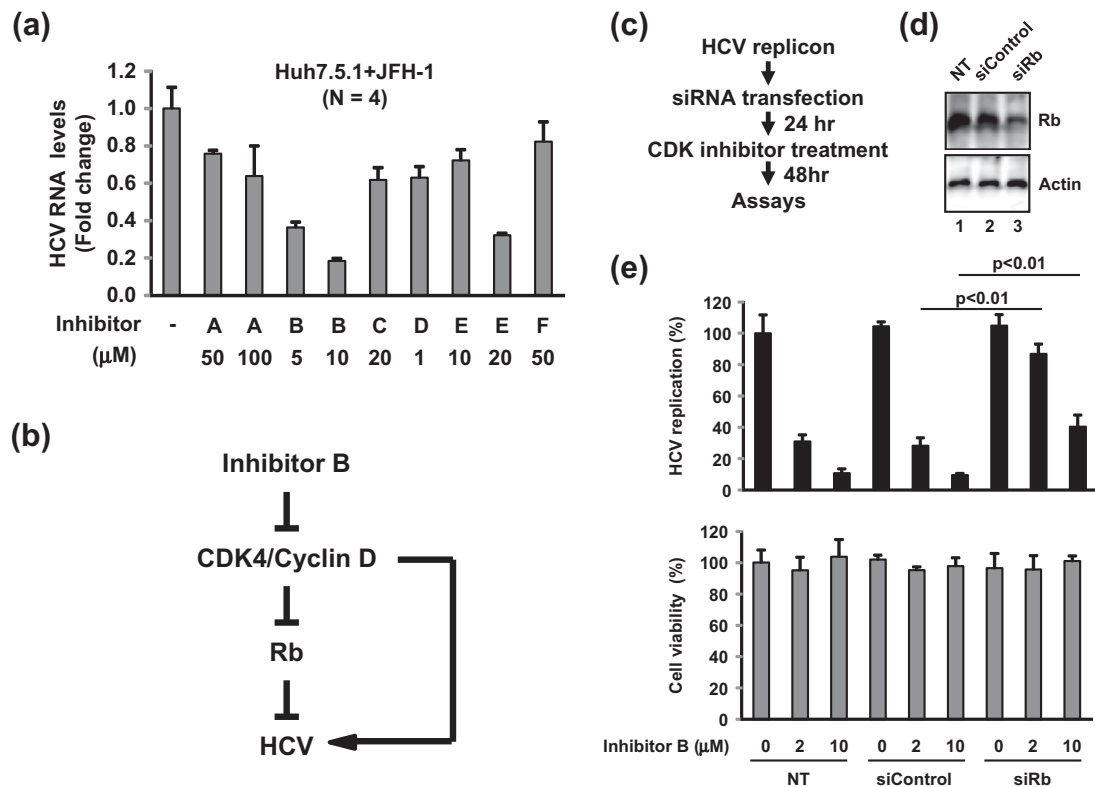 (a)
Huh7.5.1+JFH-1
(N = 4)
HCV RNA levels
(Fold change)
1.2
1.0
0.8
0.6
0.4
0.2
0.0
Inhibitor - A A B B C D E E F
(μM) 50 100 5 10 20 1 10 20 50
(b)
Inhibitor B
CDK4/Cyclin D
Rb
HCV
(c)
HCV replicon
siRNA transfection
24 hr
CDK inhibitor treatment
48hr
Assays
(d)
NT siControl siRb
Rb
Actin
1 2 3
(e)
p<0.01
p<0.01
HCV replication (%)
120
100
80
60
40
20
0
Cell viability (%)
120
100
80
60
40
20
0
Inhibitor B (μM) 0 2 10 0 2 10 0 2 10
NT siControl siRb